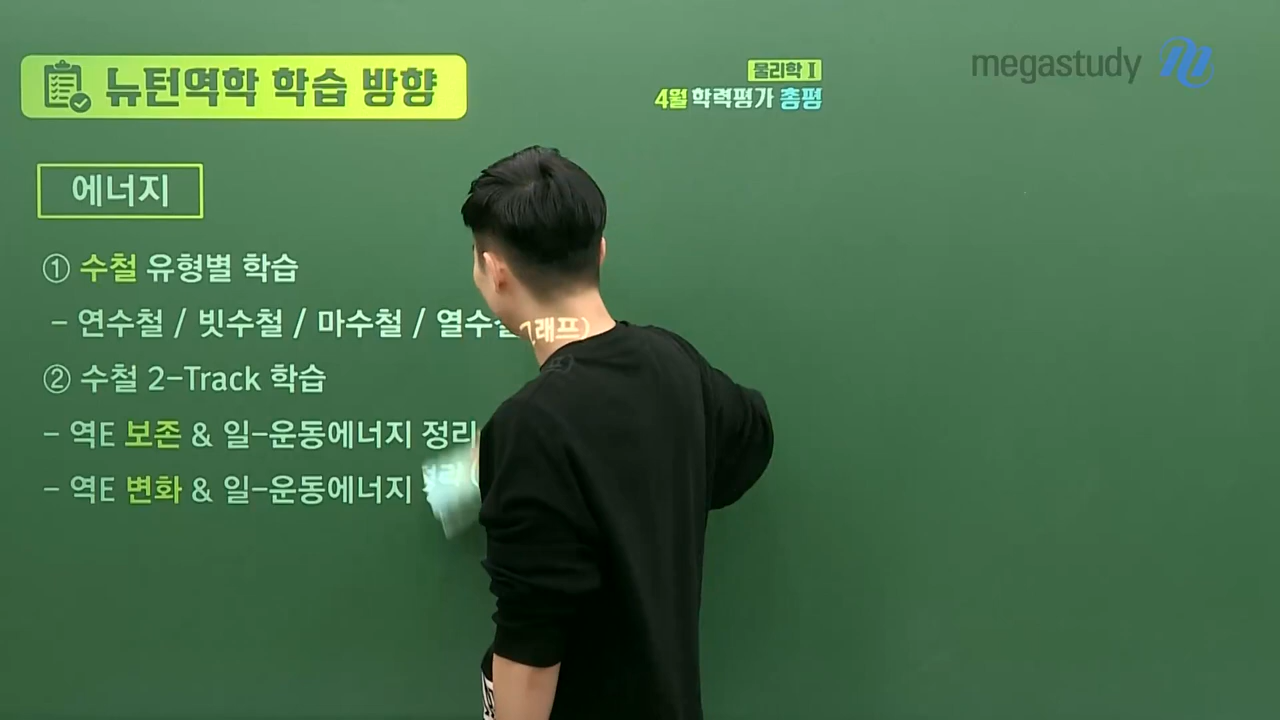 뉴턴역학 학습 방향
물리학 I
4월 학력평가 총평
megastudy
에너지
① 수철 유형별 학습
- 연수철 / 빗수철 / 마수철 / 열수철 래프)
② 수철 2-Track 학습
- 역E 보존 & 일-운동에너지 정리
- 역E 변화 & 일-운동에너지